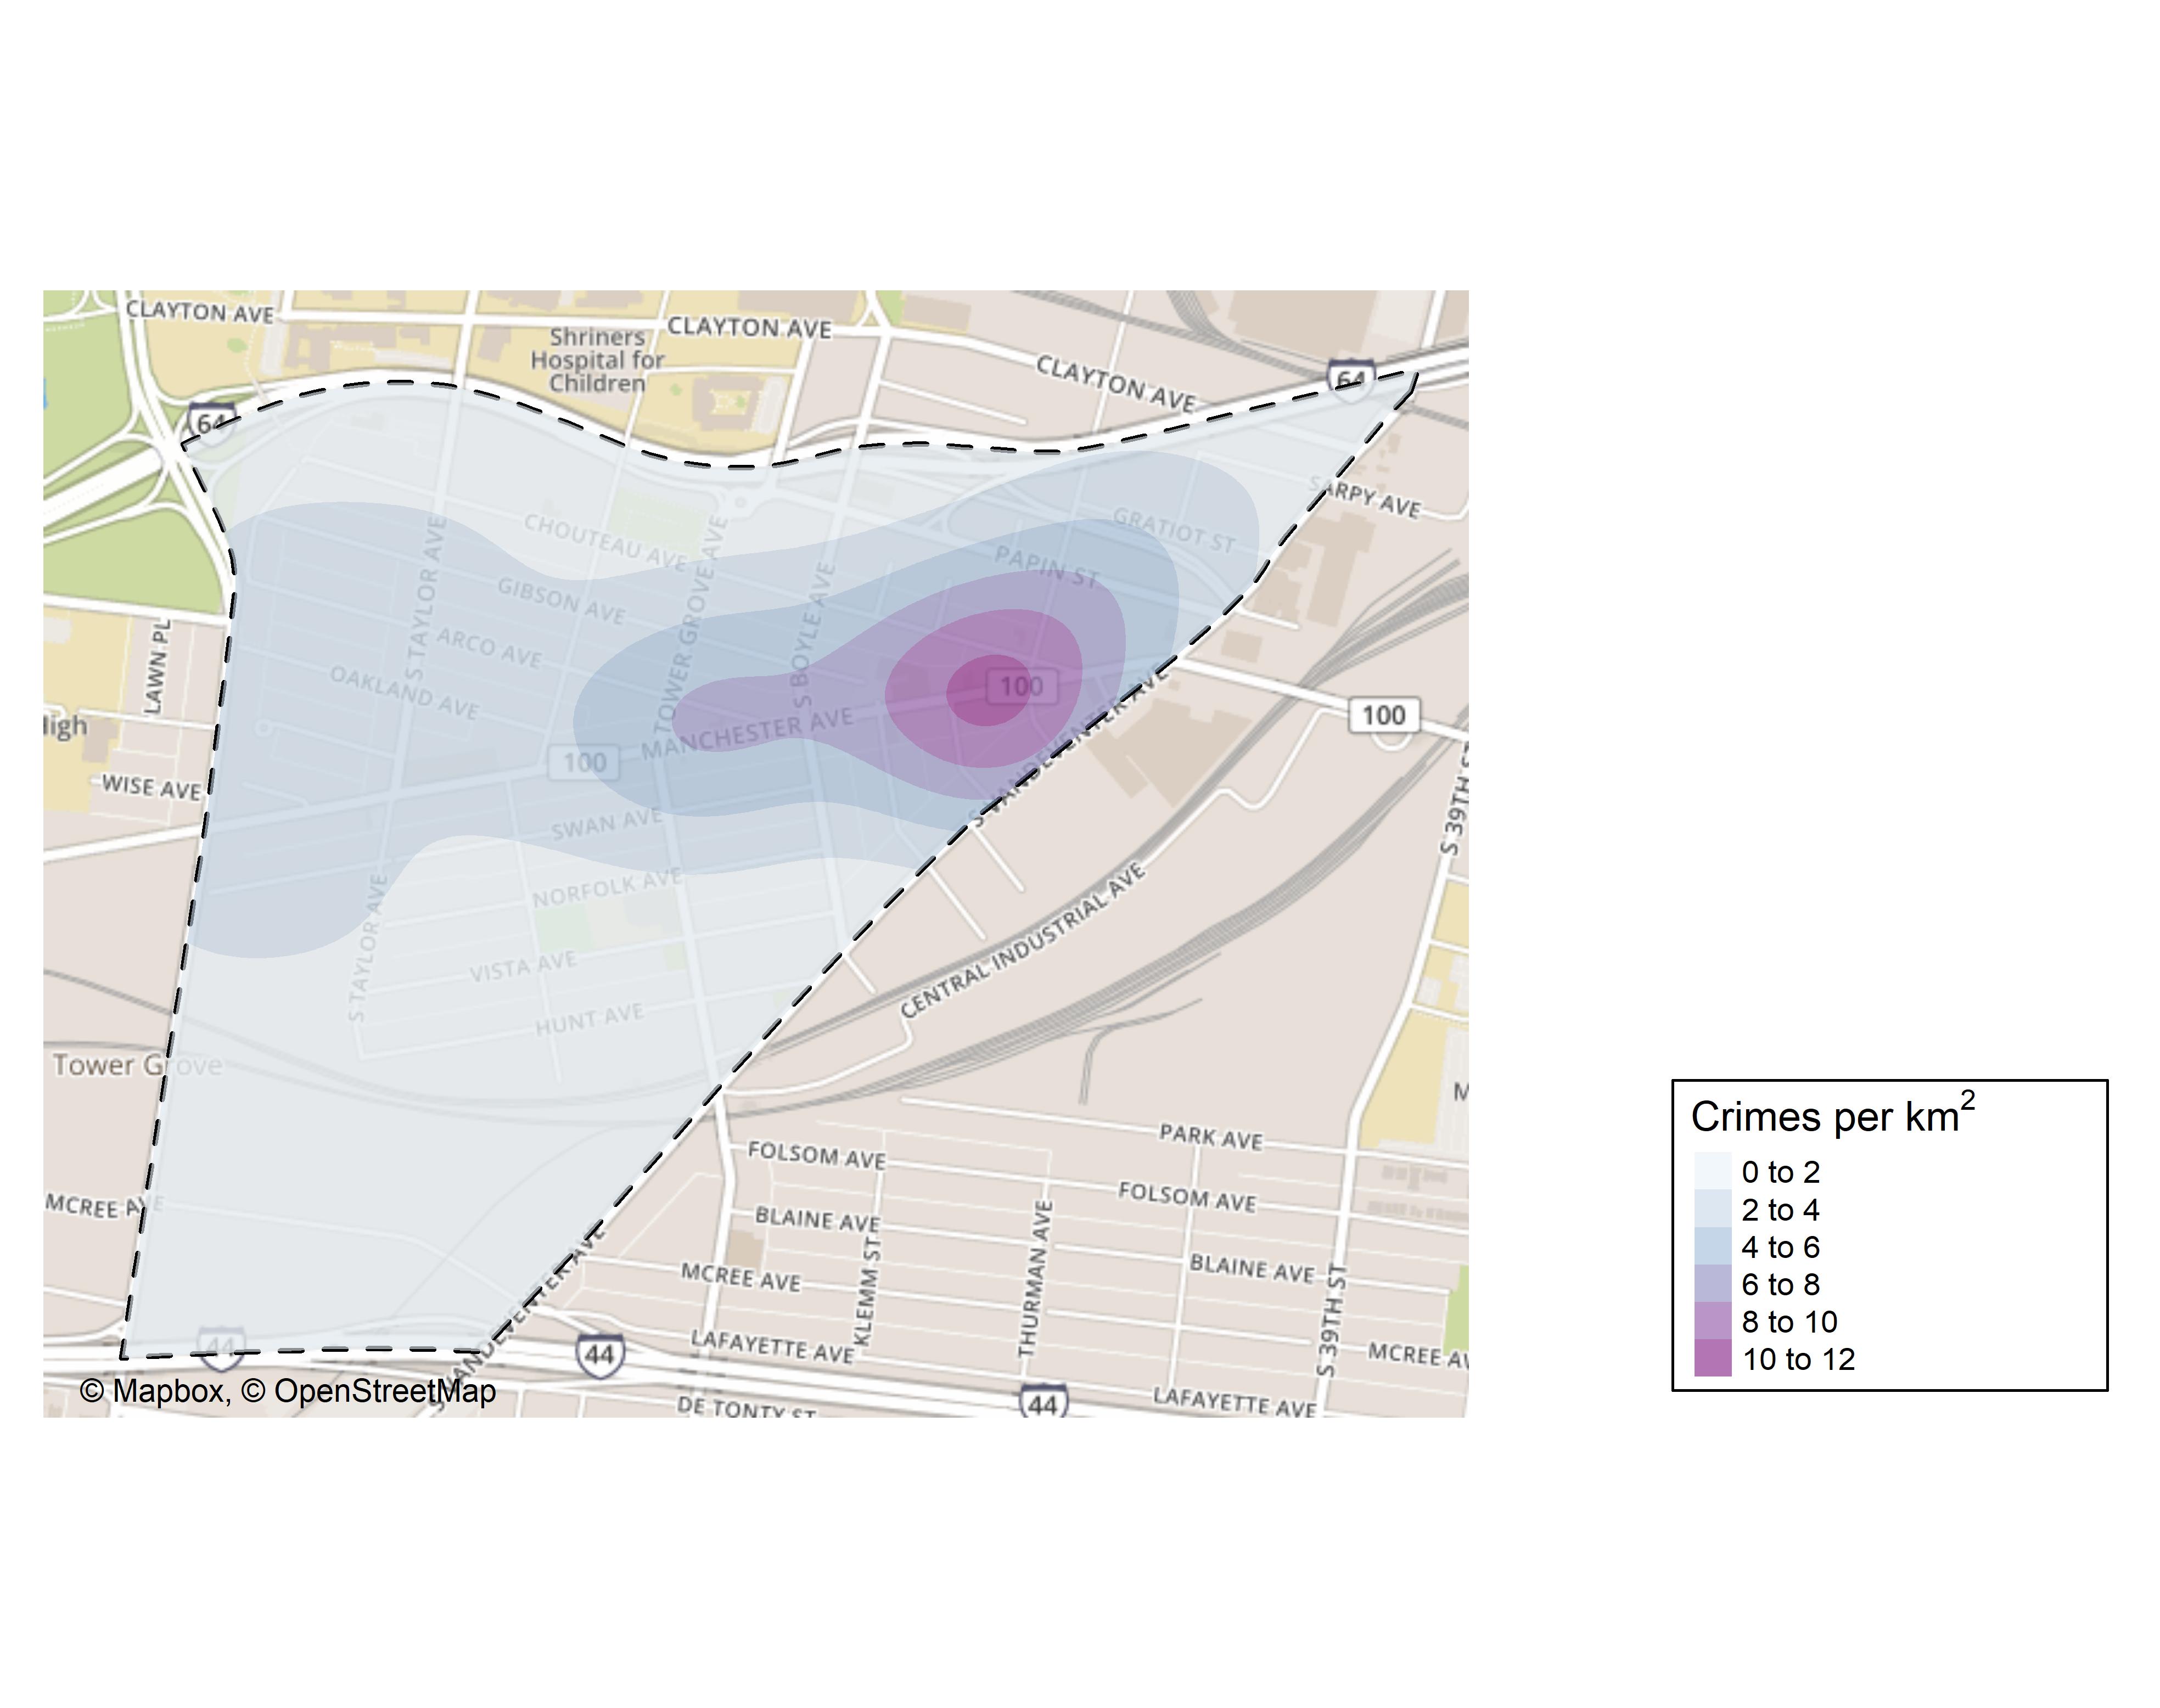 CLAYTON AVE
CLAYTON AVE
Shriners
Hospital for
Children
CLAYTON AVE
64
64
SARPY AVE
GRATIOT ST
CHOUTEAU AVE
PAPIN ST
GIBSON AVE
S TAYLOR AVE
TOWER GROVE AVE
S BOYLE AVE
ARCO AVE
OAKLAND AVE
LAWN PL
100
MANCHESTER AVE
100
100
S VANDEVENTER AVE
WISE AVE
SWAN AVE
S 39TH ST
NORFOLK AVE
S TAYLOR AVE
VISTA AVE
CENTRAL INDUSTRIAL AVE
HUNT AVE
Tower Grove
PARK AVE
FOLSOM AVE
FOLSOM AVE
MCREE AVE
BLAINE AVE
BLAINE AVE
KLEMM ST
THURMAN AVE
S 39TH ST
MCREE AVE
S VANDEVENTER AVE
44
44
LAFAYETTE AVE
MCREE AV
44
LAFAYETTE AVE
DE TONTY ST
© Mapbox, © OpenStreetMap
Crimes per km2
0 to 2
2 to 4
4 to 6
6 to 8
8 to 10
10 to 12